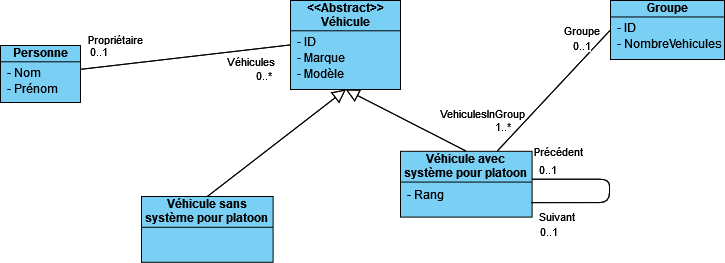 Personne
- Nom
- Prénom
Propriétaire
0..1
Véhicules
0..*
<<Abstract>>
Véhicule
- ID
- Marque
- Modèle
Groupe
- ID
- NombreVehicules
Groupe
0..1
VehiculesInGroup
1..*
Véhicule avec
système pour platoon
- Rang
Précédent
0..1
Suivant
0..1
Véhicule sans
système pour platoon